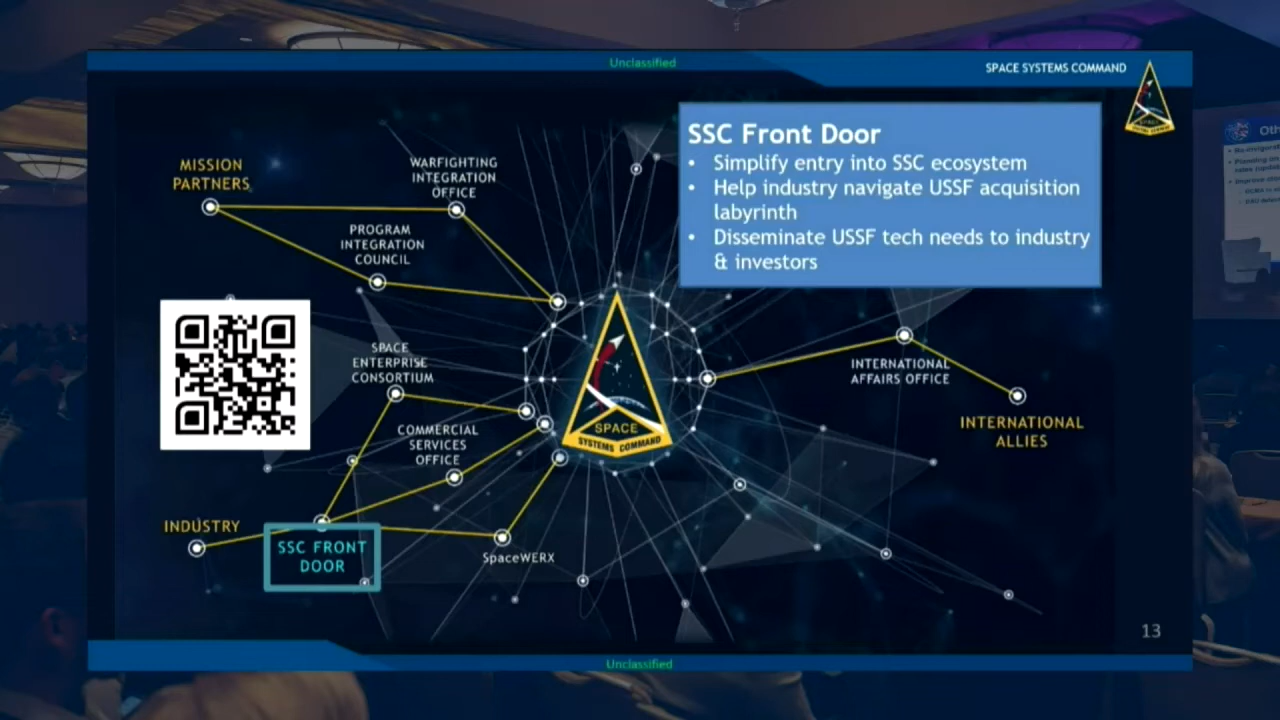 Unclassified
SPACE SYSTEMS COMMAND
SSC Front Door
• Simplify entry into SSC ecosystem
• Help industry navigate USSF acquisition
labyrinth
• Disseminate USSF tech needs to industry
& investors
MISSION
PARTNERS
WARFIGHTING
INTEGRATION
OFFICE
PROGRAM
INTEGRATION
COUNCIL
SPACE
ENTERPRISE
CONSORTIUM
COMMERCIAL
SERVICES
OFFICE
INDUSTRY
SSC FRONT
DOOR
SpaceWERX
SPACE
SYSTEMS COMMAND
INTERNATIONAL
AFFAIRS OFFICE
INTERNATIONAL
ALLIES
13
Unclassified